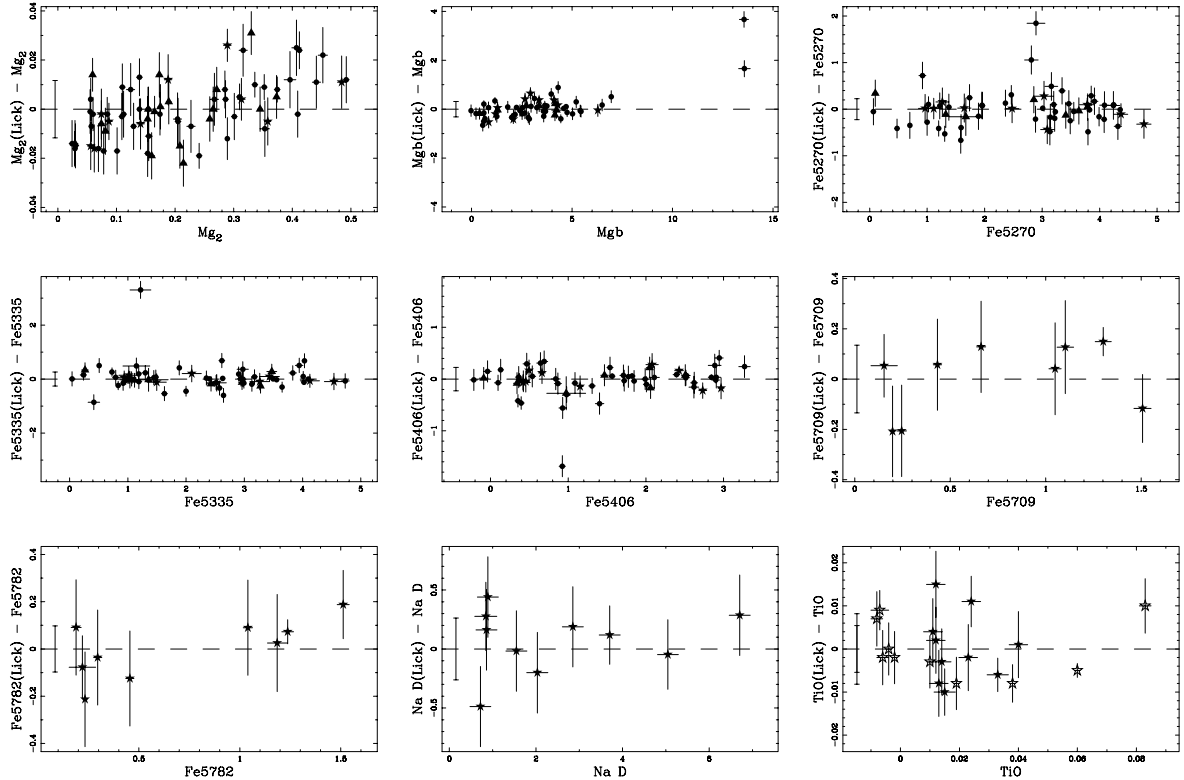 Mg2(Lick) - Mg2
-0.04 -0.02 0 0.02 0.04
0 0.1 0.2 0.3 0.4 0.5
Mg2
Mgb(Lick) - Mgb
-4 -2 0 2 4
0 5 10 15
Mgb
Fe5270(Lick) - Fe5270
-2 -1 0 1 2
0 1 2 3 4 5
Fe5270
Fe5335(Lick) - Fe5335
-2 0 2
0 1 2 3 4 5
Fe5335
Fe5406(Lick) - Fe5406
-1 0 1
0 1 2 3
Fe5406
Fe5709(Lick) - Fe5709
-0.4 -0.2 0 0.2 0.4
0 0.5 1 1.5
Fe5709
Fe5782(Lick) - Fe5782
-0.4 -0.2 0 0.2 0.4
0.5 1 1.5
Fe5782
Na D(Lick) - Na D
-0.5 0 0.5
0 2 4 6
Na D
TiO(Lick) - TiO
-0.02 -0.01 0 0.01 0.02
0 0.02 0.04 0.06 0.08
TiO